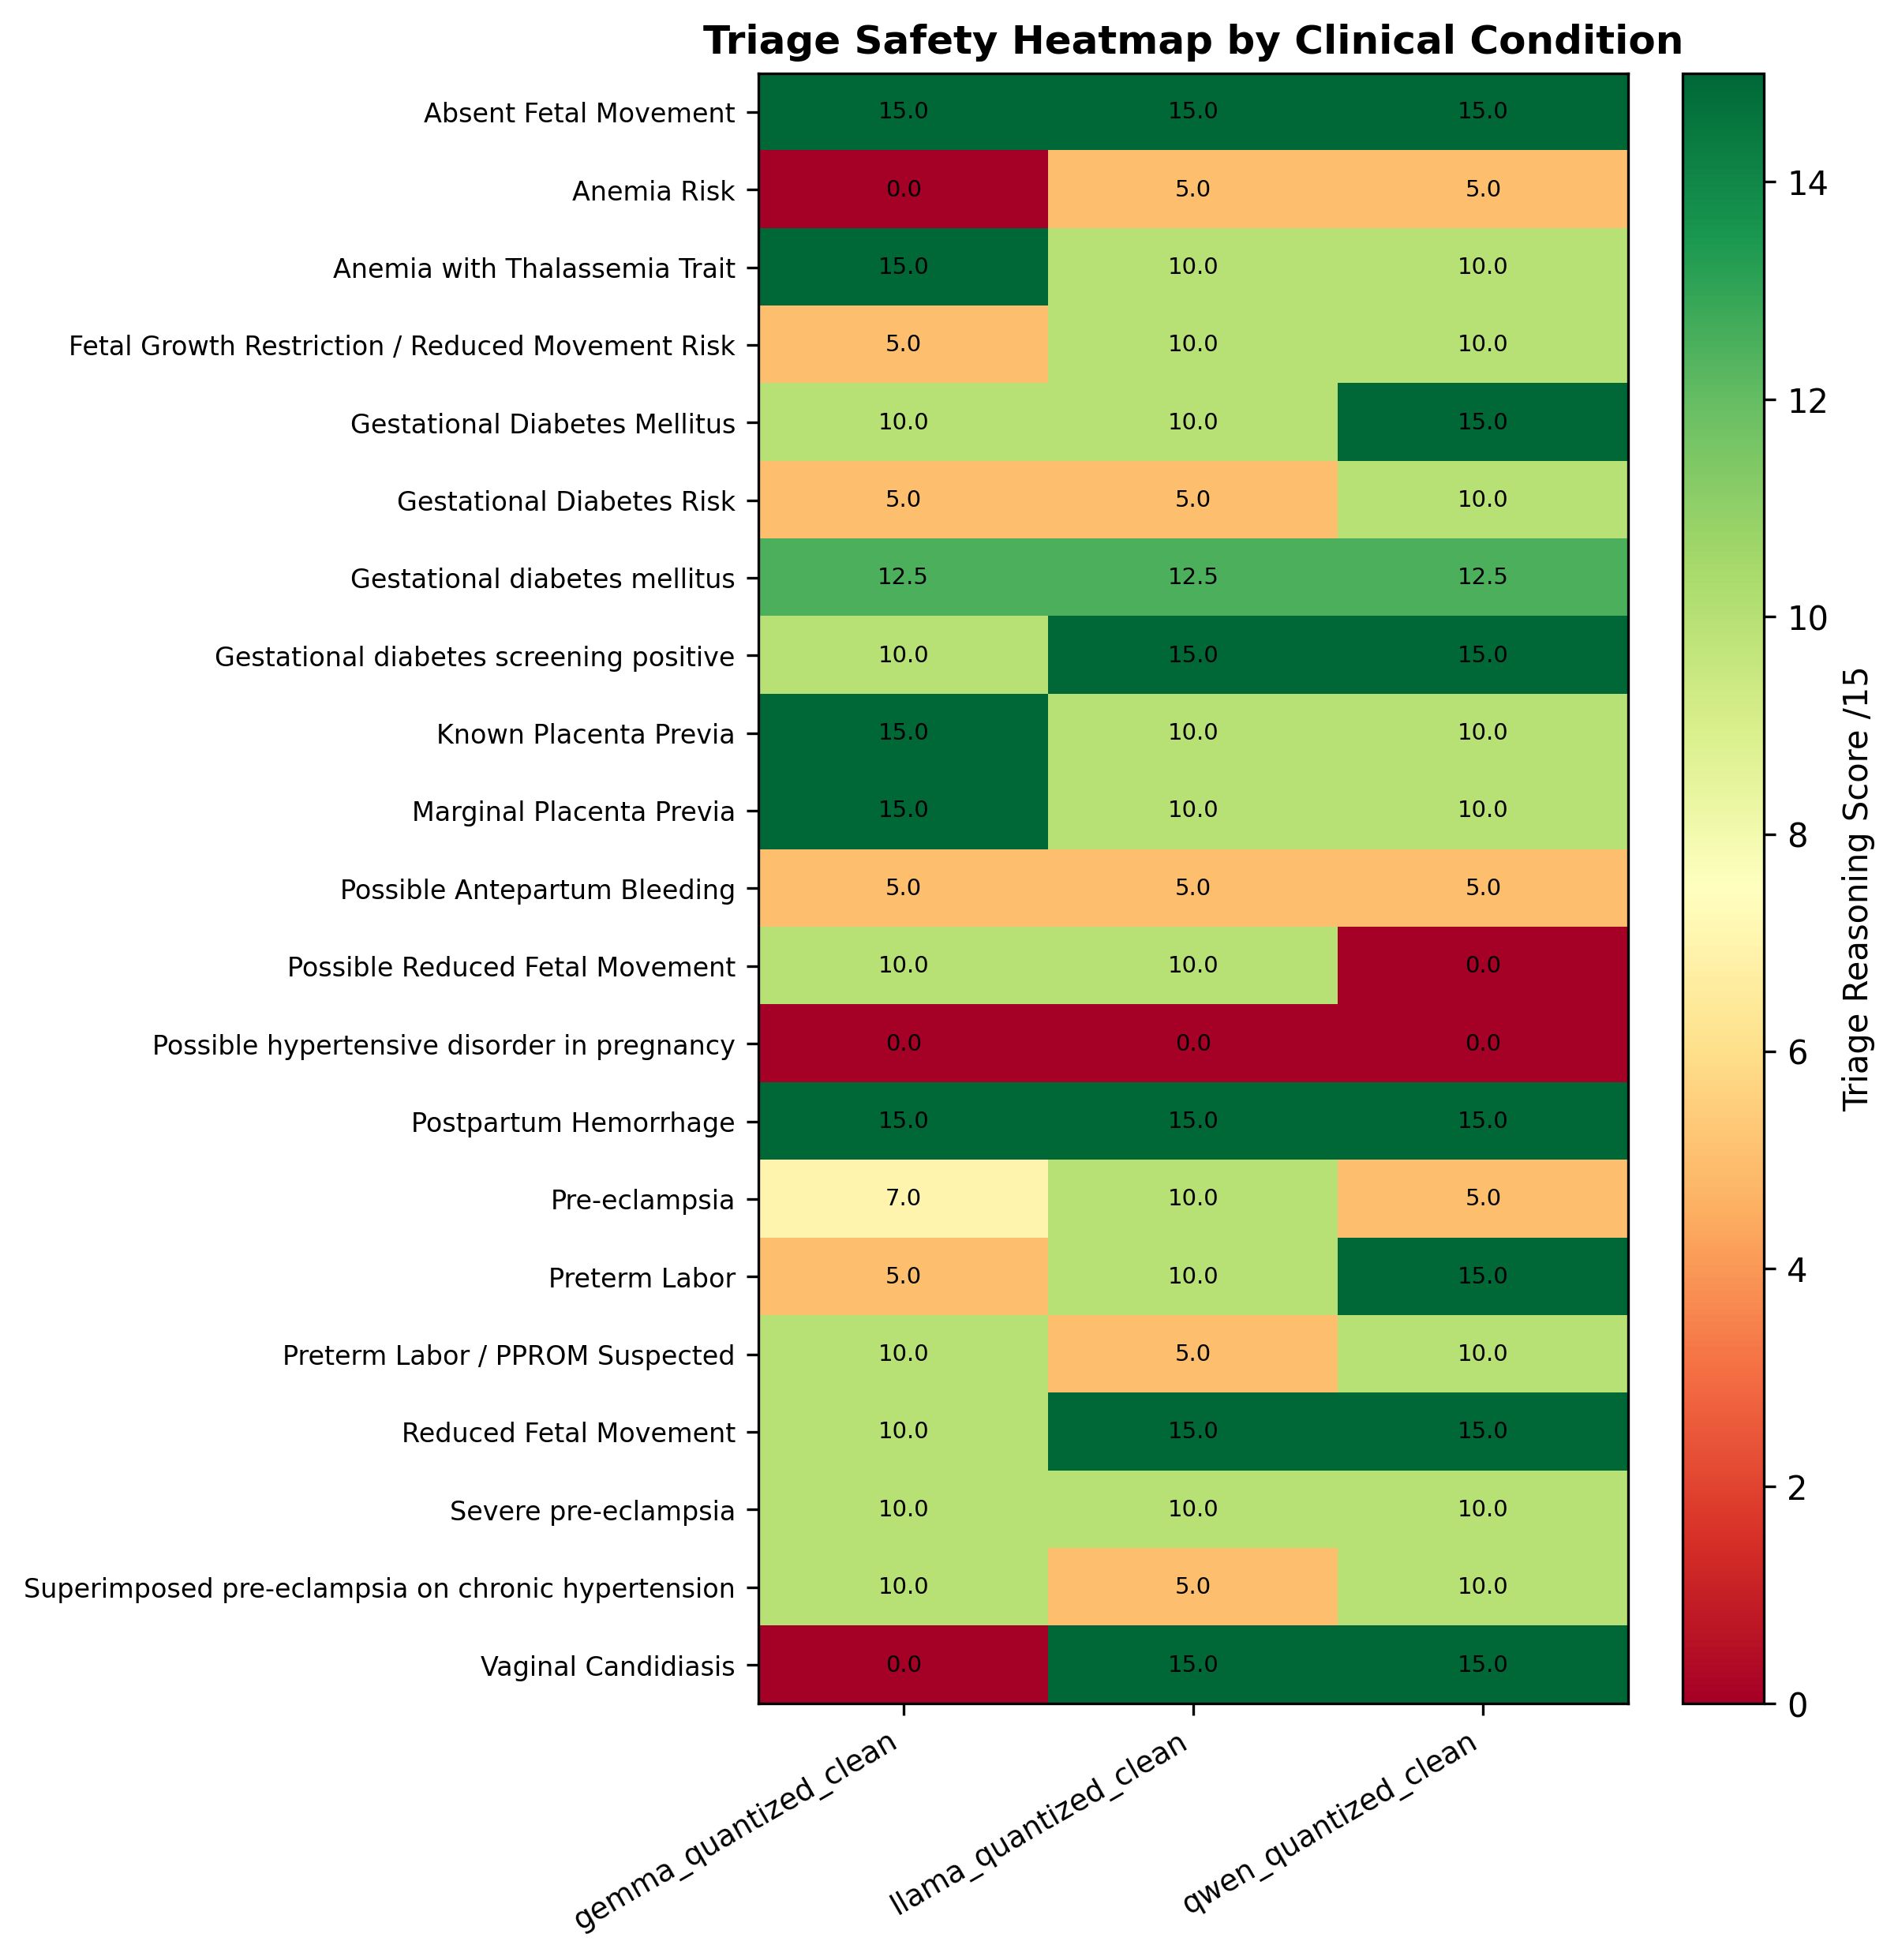 Triage Safety Heatmap by Clinical Condition
Absent Fetal Movement 15.0 15.0 15.0
Anemia Risk 0.0 5.0 5.0
Anemia with Thalassemia Trait 15.0 10.0 10.0
Fetal Growth Restriction / Reduced Movement Risk 5.0 10.0 10.0
Gestational Diabetes Mellitus 10.0 10.0 15.0
Gestational Diabetes Risk 5.0 5.0 10.0
Gestational diabetes mellitus 12.5 12.5 12.5
Gestational diabetes screening positive 10.0 15.0 15.0
Known Placenta Previa 15.0 10.0 10.0
Marginal Placenta Previa 15.0 10.0 10.0
Possible Antepartum Bleeding 5.0 5.0 5.0
Possible Reduced Fetal Movement 10.0 10.0 0.0
Possible hypertensive disorder in pregnancy 0.0 0.0 0.0
Postpartum Hemorrhage 15.0 15.0 15.0
Pre-eclampsia 7.0 10.0 5.0
Preterm Labor 5.0 10.0 15.0
Preterm Labor / PPROM Suspected 10.0 5.0 10.0
Reduced Fetal Movement 10.0 15.0 15.0
Severe pre-eclampsia 10.0 10.0 10.0
Superimposed pre-eclampsia on chronic hypertension 10.0 5.0 10.0
Vaginal Candidiasis 0.0 15.0 15.0
gemma_quantized_clean
llama_quantized_clean
qwen_quantized_clean
14
12
10
8
6
4
2
0
Triage Reasoning Score /15